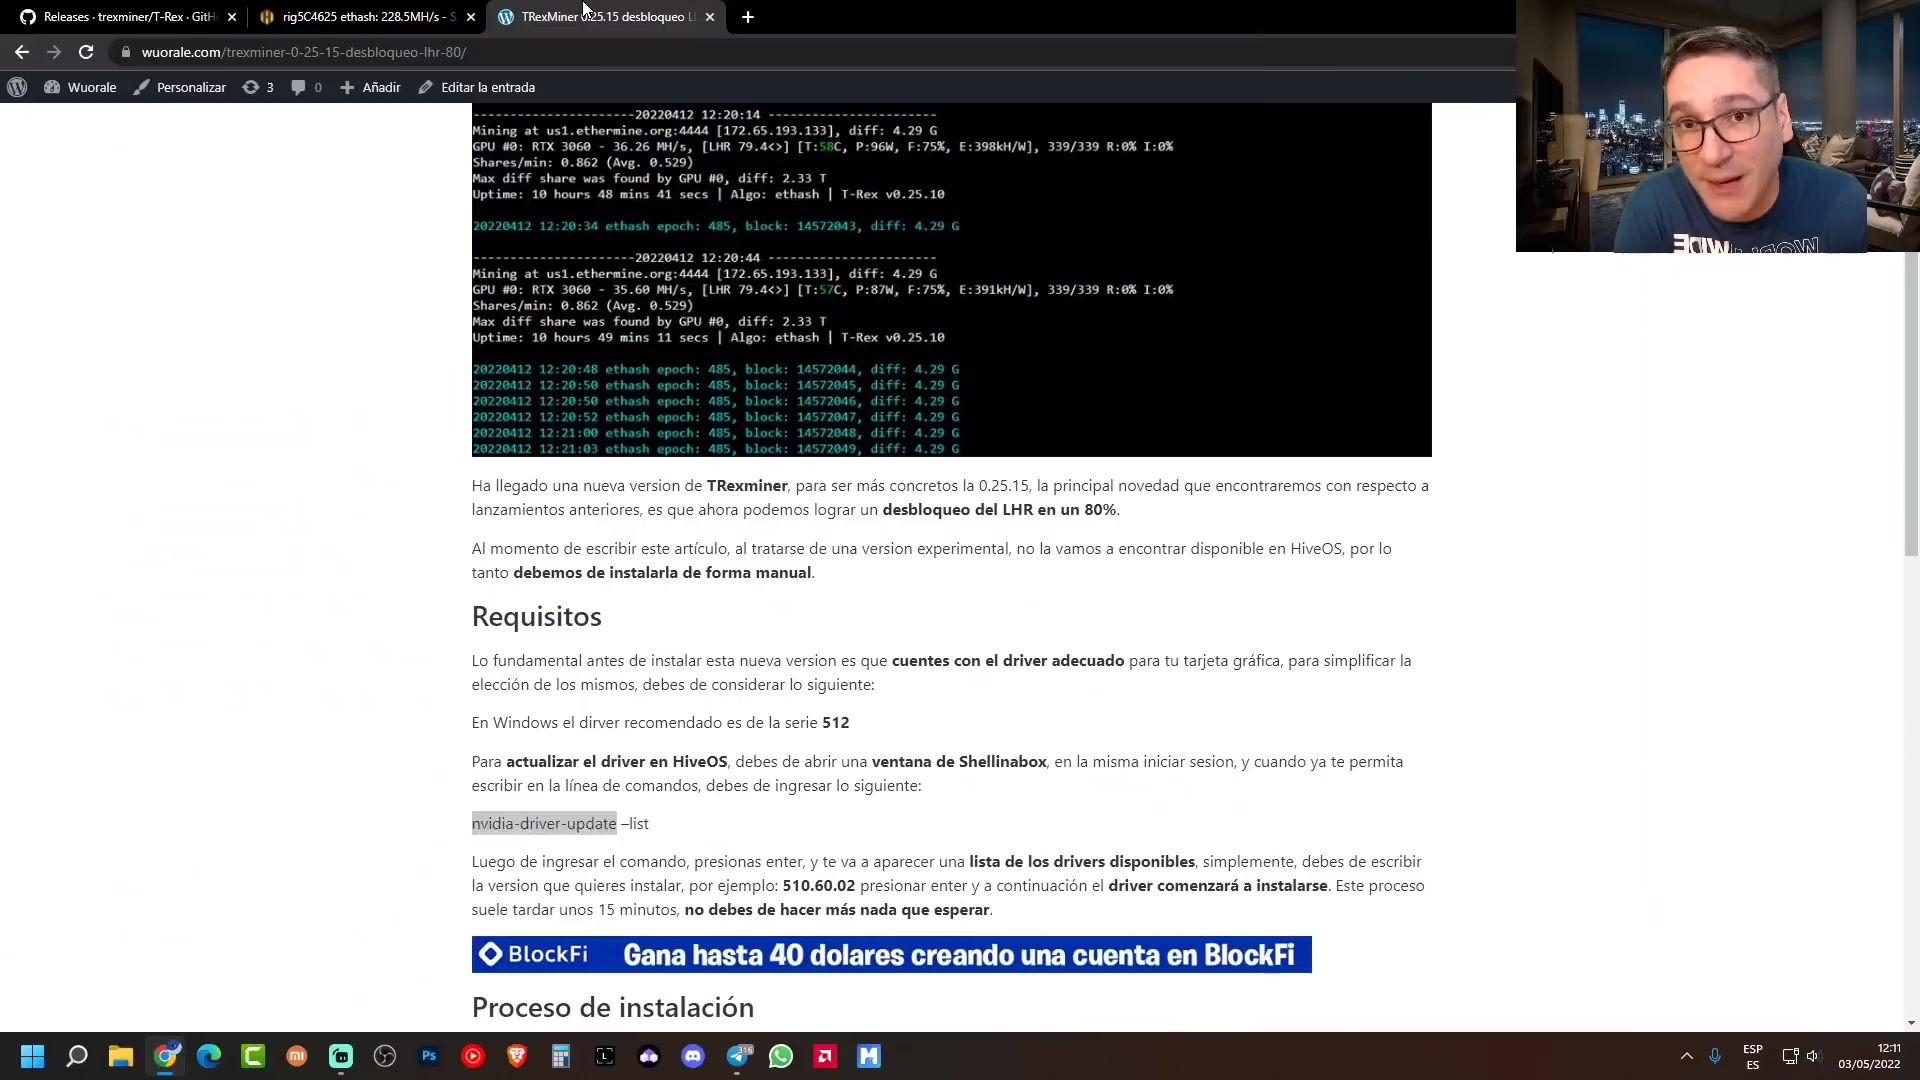 Releases · trexminer/T-Rex · GitH
rig5C4625 ethash: 228.5MH/s - S
TRexMiner 0.25.15 desbloqueo L
wuorale.com/trexminer-0-25-15-desbloqueo-lhr-80/
Wuorale Personalizar 3 0 Añadir Editar la entrada
----------------------20220412 12:20:14 -----------------------
Mining at us1.ethermine.org:4444 [172.65.193.133], diff: 4.29 G
GPU #0: RTX 3060 - 36.26 MH/s, [LHR 79.4<>] [T:58C, P:96W, F:75%, E:398kH/W], 339/339 R:0% I:0%
Shares/min: 0.862 (Avg. 0.529)
Max diff share was found by GPU #0, diff: 2.33 T
Uptime: 10 hours 48 mins 41 secs | Algo: ethash | T-Rex v0.25.10
20220412 12:20:34 ethash epoch: 485, block: 14572043, diff: 4.29 G
----------------------20220412 12:20:44 -----------------------
Mining at us1.ethermine.org:4444 [172.65.193.133], diff: 4.29 G
GPU #0: RTX 3060 - 35.60 MH/s, [LHR 79.4<>] [T:57C, P:87W, F:75%, E:391kH/W], 339/339 R:0% I:0%
Shares/min: 0.862 (Avg. 0.529)
Max diff share was found by GPU #0, diff: 2.33 T
Uptime: 10 hours 49 mins 11 secs | Algo: ethash | T-Rex v0.25.10
20220412 12:20:48 ethash epoch: 485, block: 14572044, diff: 4.29 G
20220412 12:20:50 ethash epoch: 485, block: 14572045, diff: 4.29 G
20220412 12:20:50 ethash epoch: 485, block: 14572046, diff: 4.29 G
20220412 12:20:52 ethash epoch: 485, block: 14572047, diff: 4.29 G
20220412 12:21:00 ethash epoch: 485, block: 14572048, diff: 4.29 G
20220412 12:21:03 ethash epoch: 485, block: 14572049, diff: 4.29 G
Ha llegado una nueva version de TRexminer, para ser más concretos la 0.25.15, la principal novedad que encontraremos con respecto a
lanzamientos anteriores, es que ahora podemos lograr un desbloqueo del LHR en un 80%.
Al momento de escribir este artículo, al tratarse de una version experimental, no la vamos a encontrar disponible en HiveOS, por lo
tanto debemos de instalarla de forma manual.
Requisitos
Lo fundamental antes de instalar esta nueva version es que cuentes con el driver adecuado para tu tarjeta gráfica, para simplificar la
elección de los mismos, debes de considerar lo siguiente:
En Windows el dirver recomendado es de la serie 512
Para actualizar el driver en HiveOS, debes de abrir una ventana de Shellinabox, en la misma iniciar sesion, y cuando ya te permita
escribir en la línea de comandos, debes de ingresar lo siguiente:
nvidia-driver-update –list
Luego de ingresar el comando, presionas enter, y te va a aparecer una lista de los drivers disponibles, simplemente, debes de escribir
la version que quieres instalar, por ejemplo: 510.60.02 presionar enter y a continuación el driver comenzará a instalarse. Este proceso
suele tardar unos 15 minutos, no debes de hacer más nada que esperar.
BlockFi Gana hasta 40 dolares creando una cuenta en BlockFi
Proceso de instalación
Ps
316
ESP
ES
12:11
03/05/2022